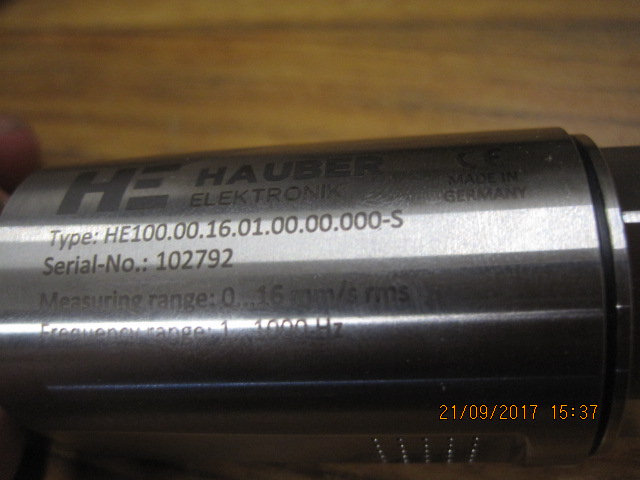 HE HAUBER
ELEKTRONIK
CE
MADE IN
GERMANY
Type: HE100.00.16.01.00.00.000-S
Serial-No.: 102792
Measuring range: 0...16 mm/s rms
Frequency range: 1...1000 Hz
21/09/2017 15:37